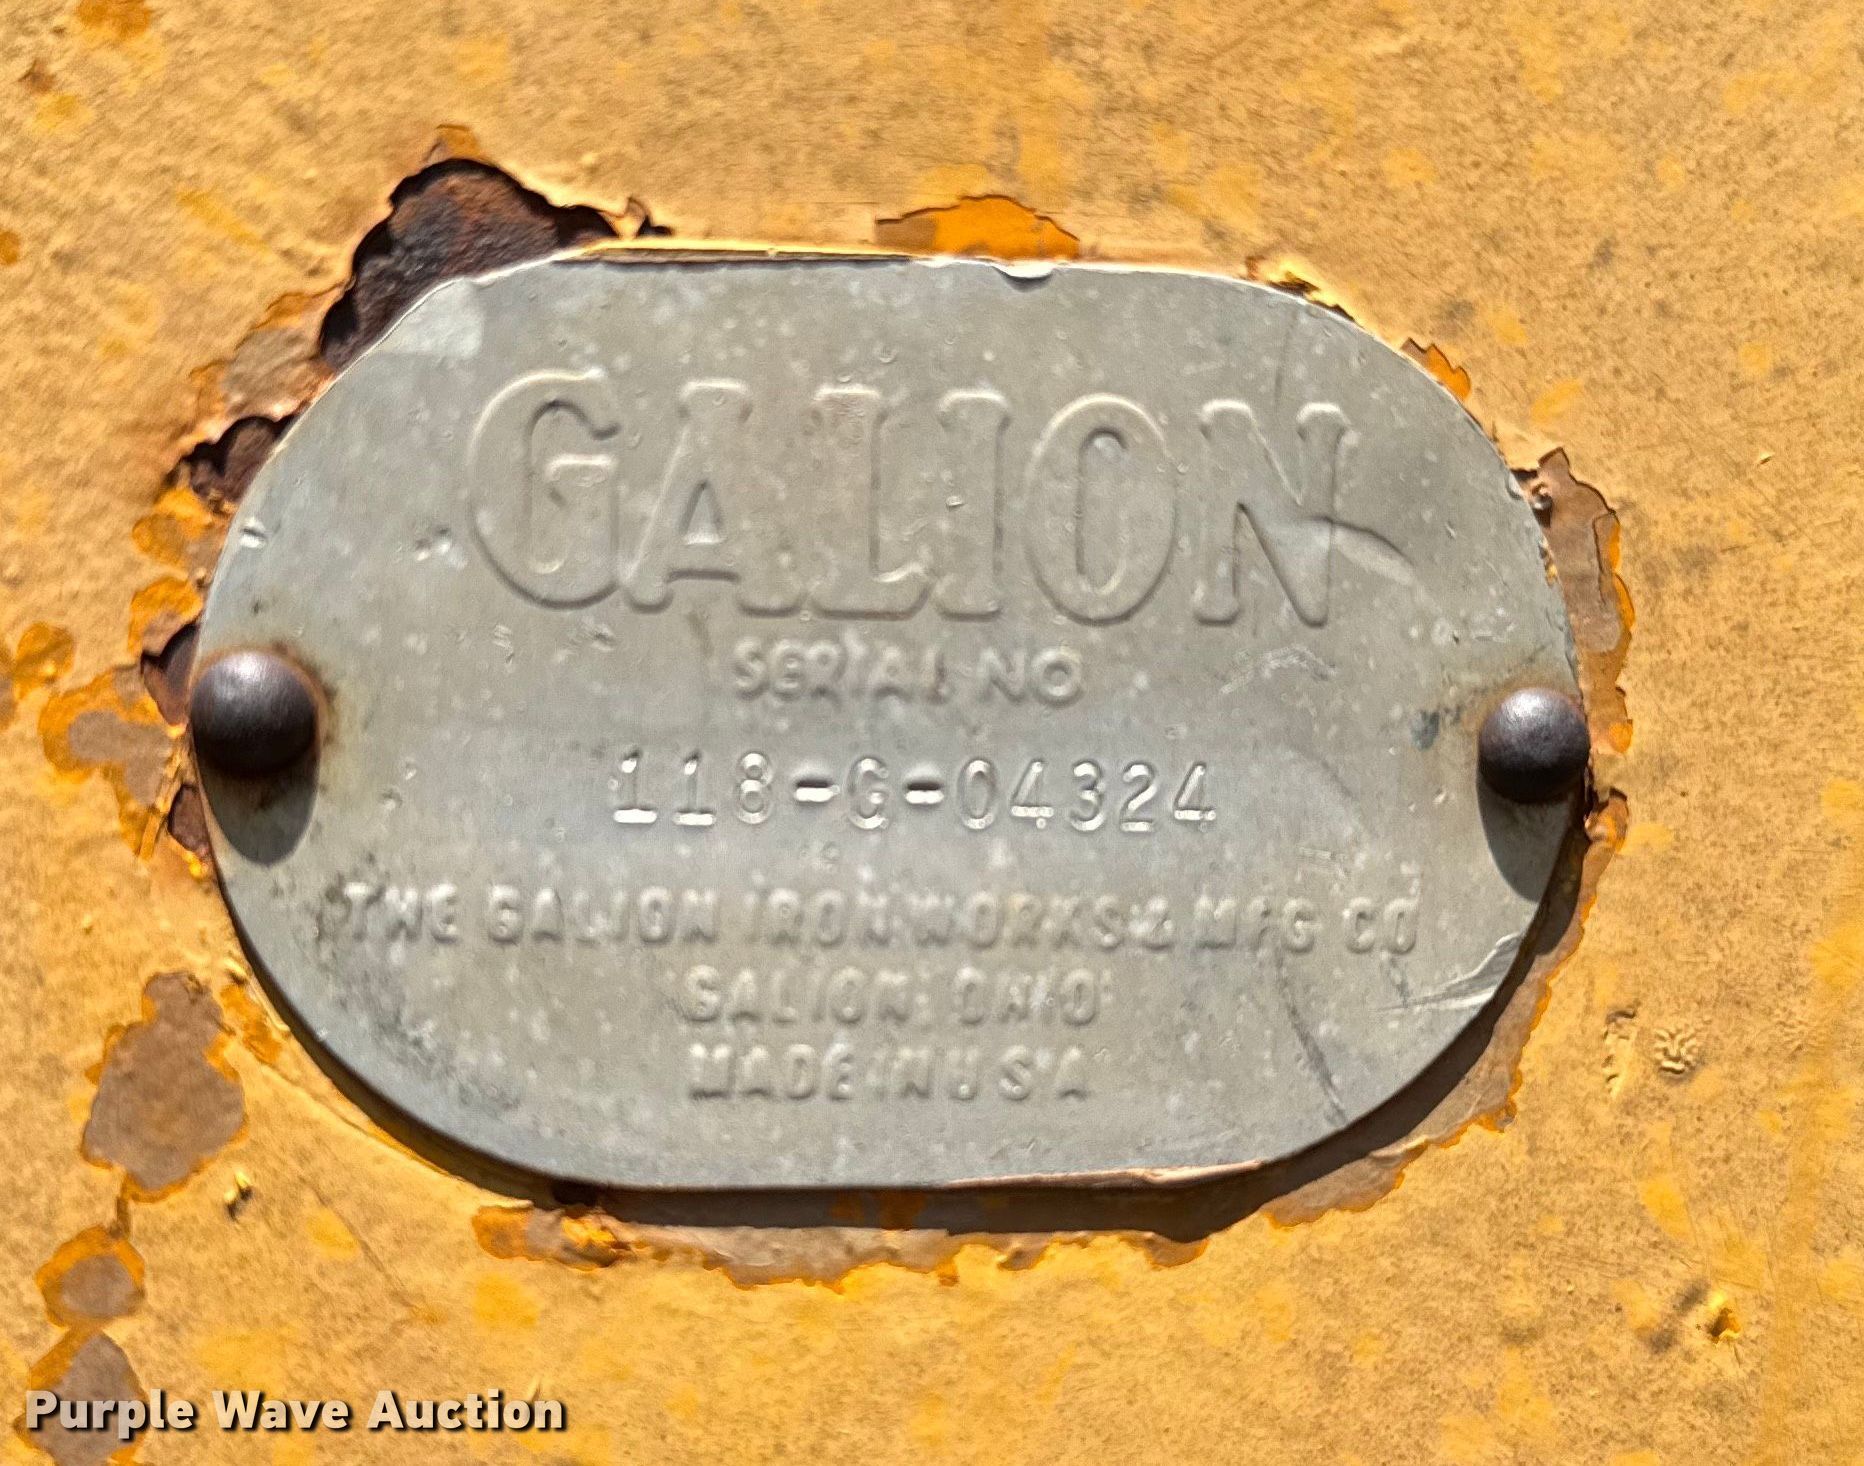 GALION
SERIAL NO
118-G-04324
THE GALION IRON WORKS & MFG CO
GALION OHIO
MADE IN U S A
Purple Wave Auction